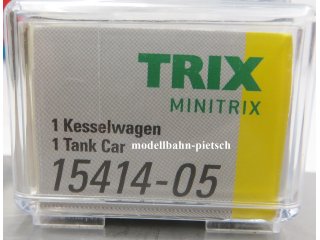 TRIX
MINITRIX
1 Kesselwagen
1 Tank Car
modellbahn-pietsch
15414-05